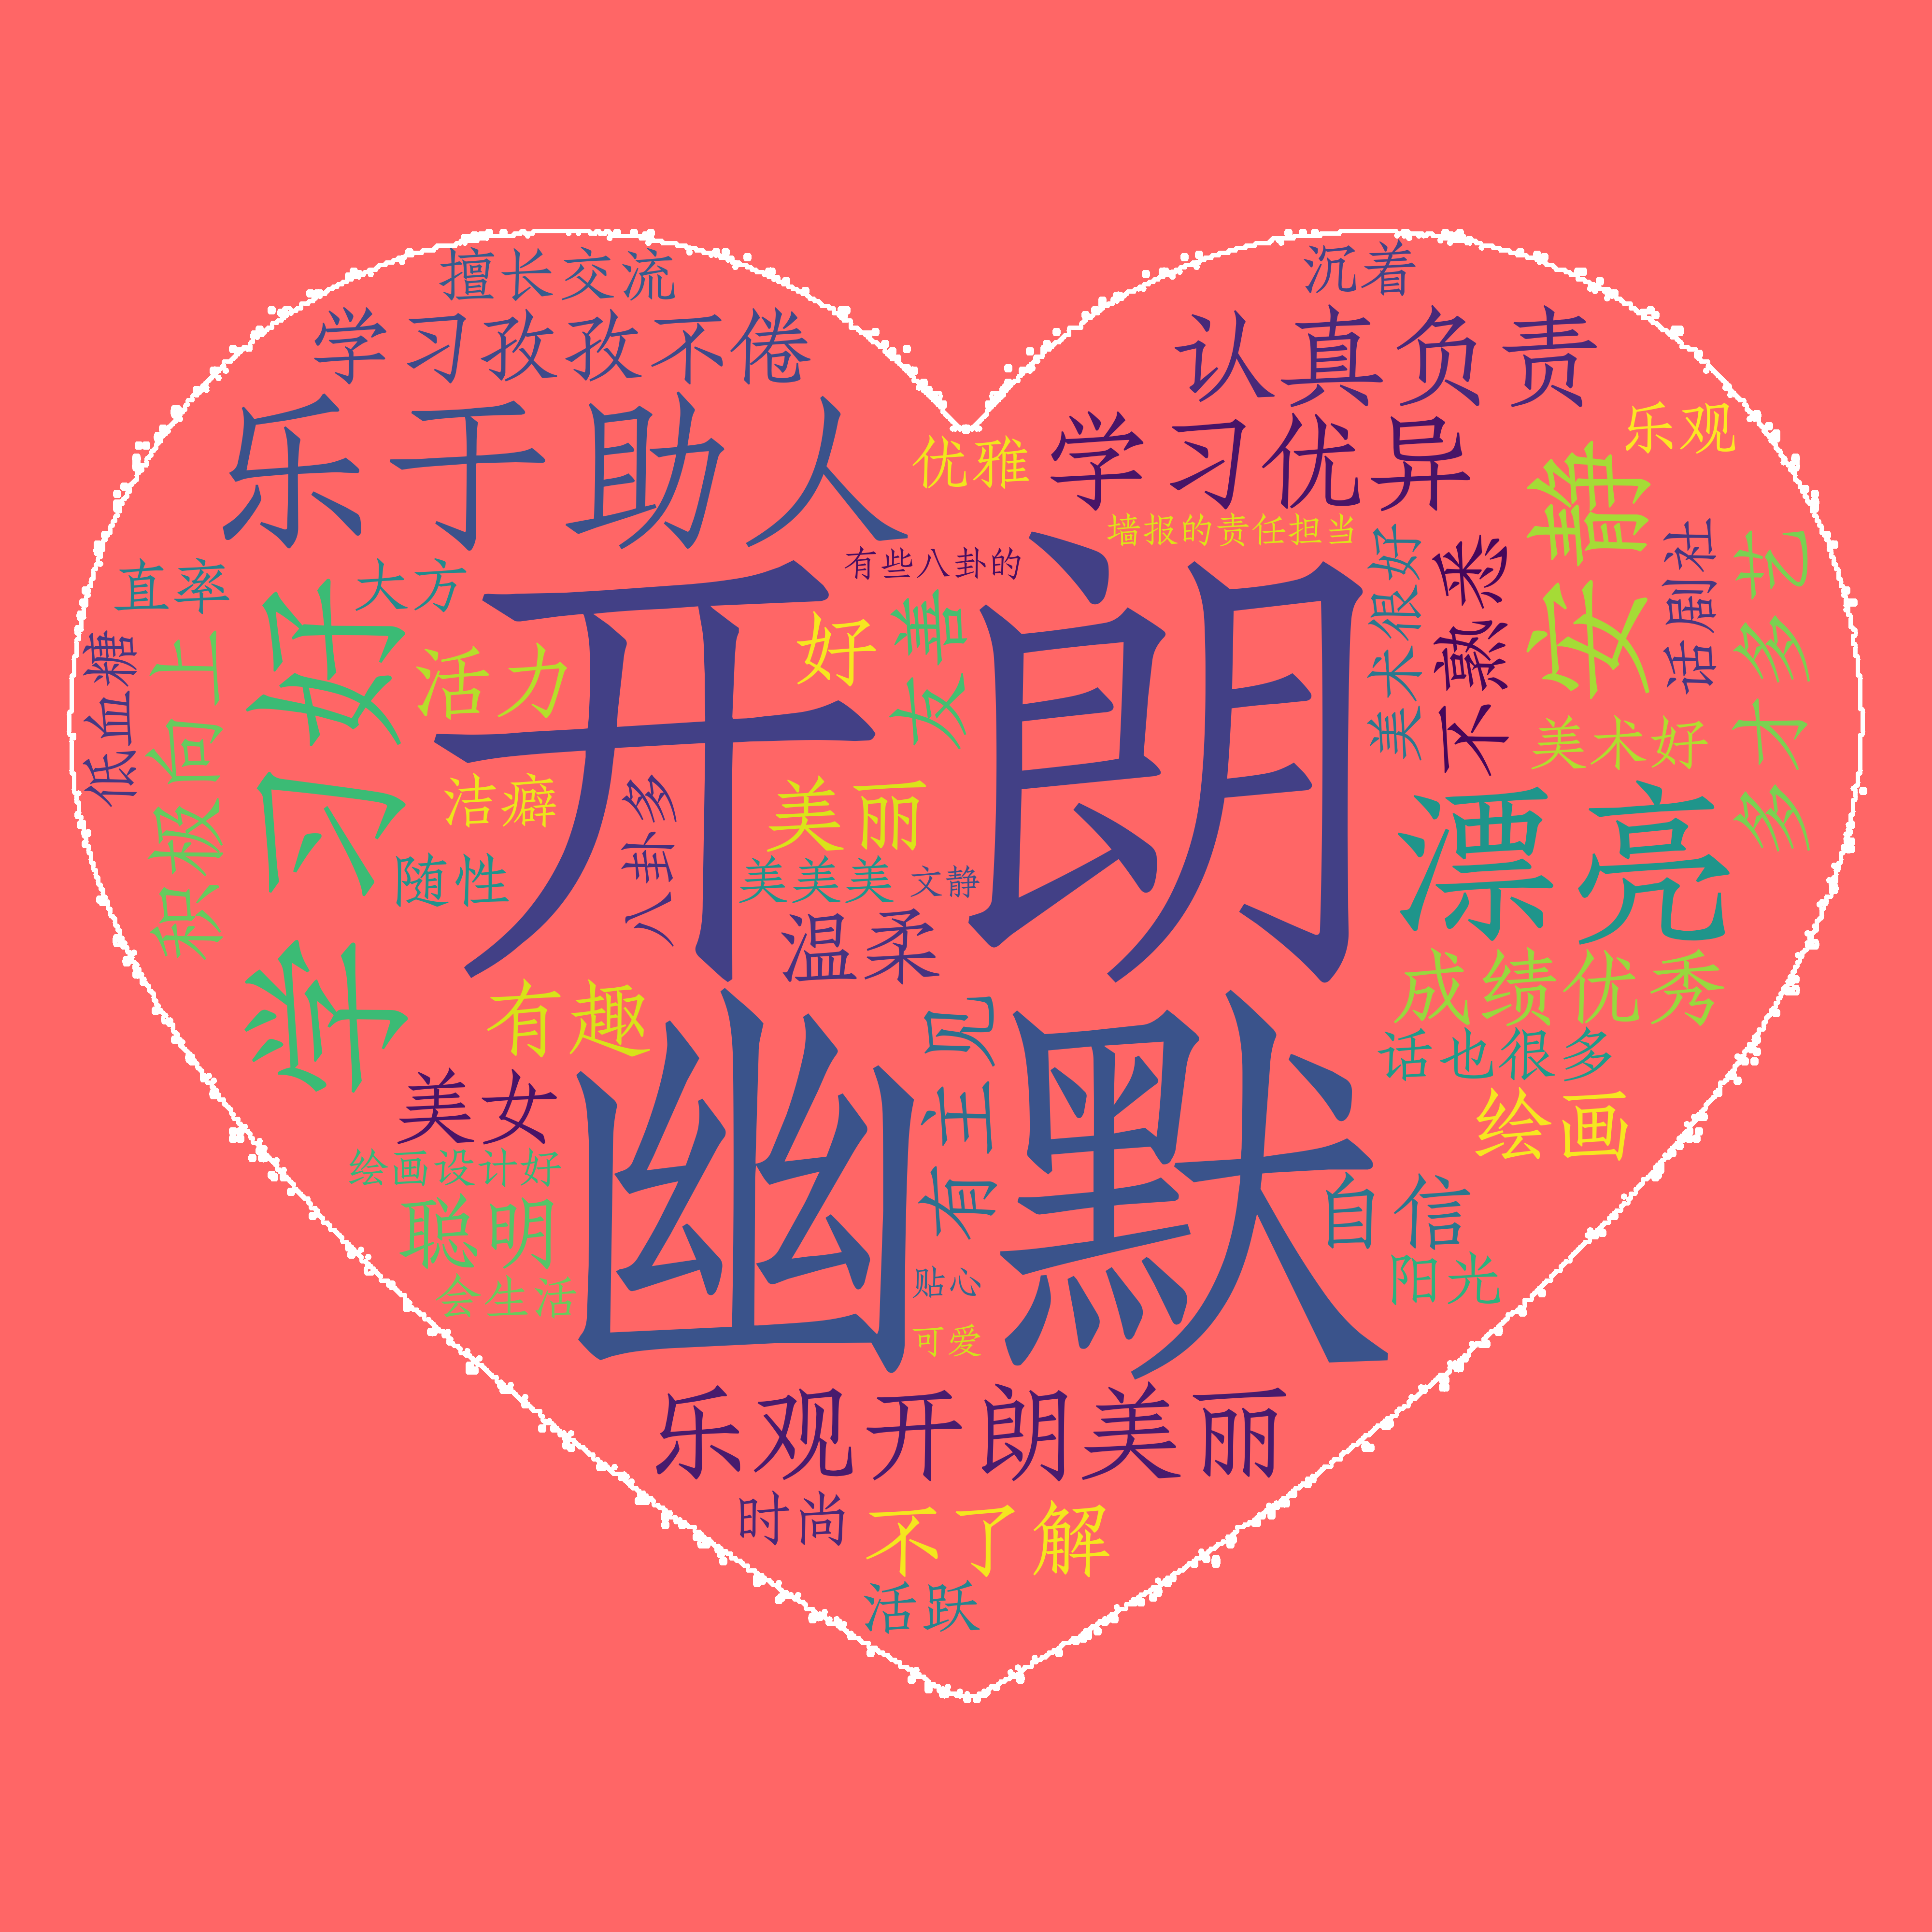 擅长交流
沉着
学习孜孜不倦
认真负责
乐于助人
优雅
学习优异
乐观
墙报的责任担当
安静
直率
大方
有些八卦的
美术很好
不熟悉
话剧社
多才多艺
低血糖
积极向上
学习好
活力
开朗
好
友善
美术好
洁癖
八卦多
美丽
漂亮
随性
美美美
文静
温柔
有趣
成绩优秀
话也很多
美女
幽默
绘画
绘画设计好
聪明
自信
会生活
贴心
阳光
可爱
乐观开朗美丽
时尚
不了解
活跃